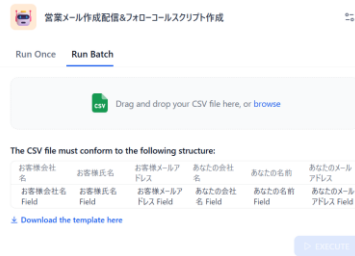 営業メール作成配信&フォローコールスクリプト作成
Run Once Run Batch
CSV Drag and drop your CSV file here, or browse
The CSV file must conform to the following structure:
お客様会社名 お客様氏名 お客様メールアドレス あなたの会社名 あなたの名前 あなたのメールアドレス
お客様会社名 Field お客様氏名 Field お客様メールアドレス Field あなたの会社名 Field あなたの名前 Field あなたのメールアドレス Field
Download the template here
EXECUTE